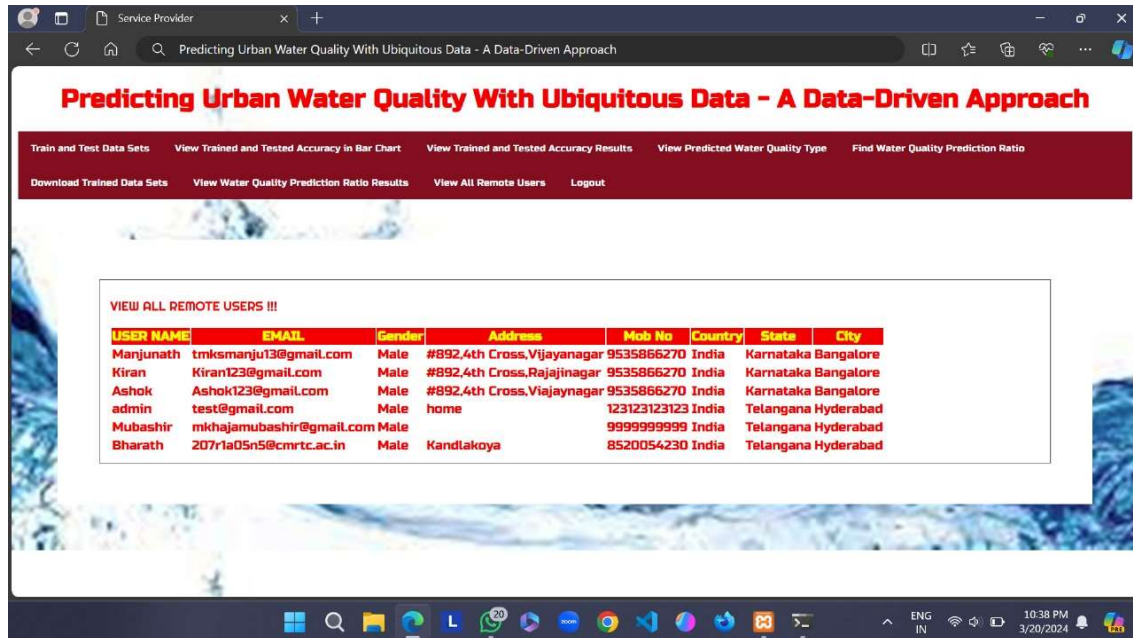 Service Provider
Predicting Urban Water Quality With Ubiquitous Data - A Data-Driven Approach
Predicting Urban Water Quality With Ubiquitous Data - A Data-Driven Approach
Train and Test Data Sets View Trained and Tested Accuracy in Bar Chart View Trained and Tested Accuracy Results View Predicted Water Quality Type Find Water Quality Prediction Ratio
Download Trained Data Sets View Water Quality Prediction Ratio Results View All Remote Users Logout
VIEW ALL REMOTE USERS !!!
USER NAME EMAIL Gender Address Mob No Country State City
Manjunath tmksmanju13@gmail.com Male #892,4th Cross,Vijayanagar 9535866270 India Karnataka Bangalore
Kiran Kiran123@gmail.com Male #892,4th Cross,Rajajinagar 9535866270 India Karnataka Bangalore
Ashok Ashok123@gmail.com Male #892,4th Cross,Viajaynagar 9535866270 India Karnataka Bangalore
admin test@gmail.com Male home 123123123123 India Telangana Hyderabad
Mubashir mkhajamubashir@gmail.com Male 9999999999 India Telangana Hyderabad
Bharath 207r1a05n5@cmrtc.ac.in Male Kandlakoya 8520054230 India Telangana Hyderabad
L 20 zoom ENG 10:38 PM
IN 3/20/2024 PRE